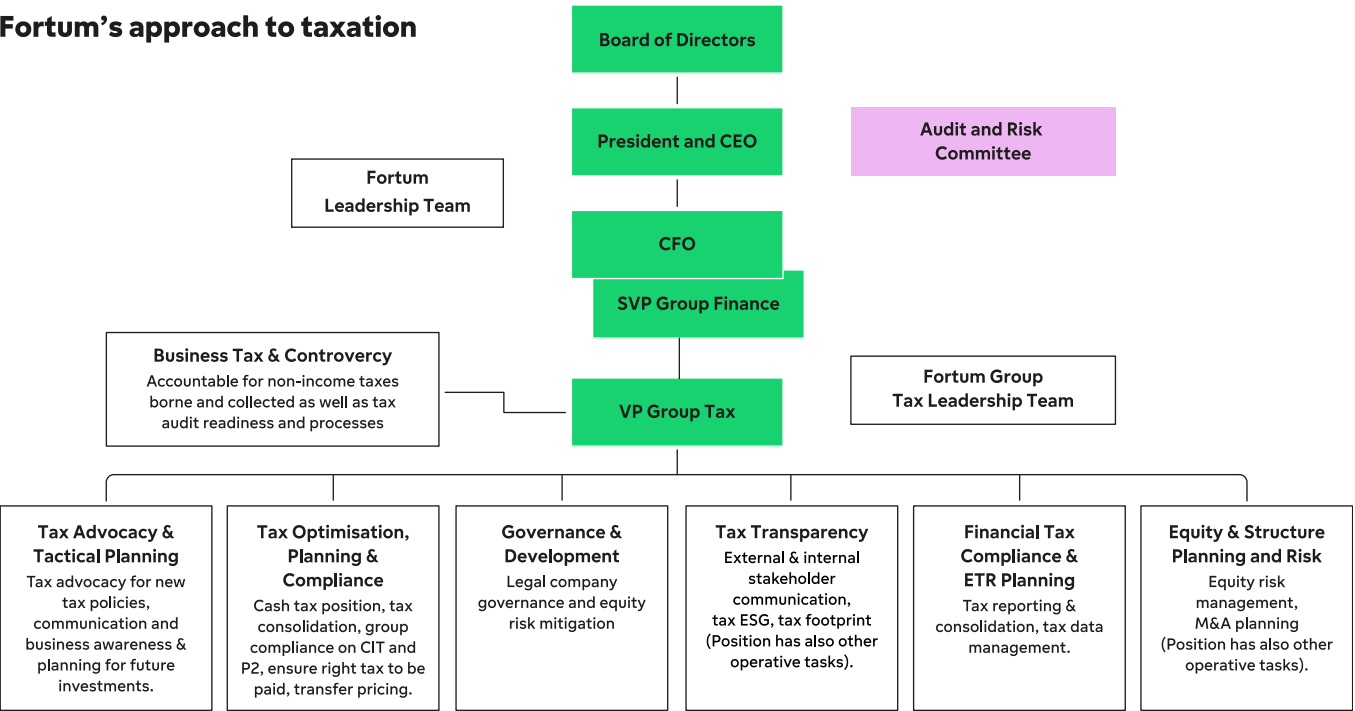 Fortum's approach to taxation
Board of Directors
President and CEO
Audit and Risk
Committee
Fortum
Leadership Team
CFO
SVP Group Finance
Business Tax & Controvercy
Accountable for non-income taxes
borne and collected as well as tax
audit readiness and processes
Fortum Group
Tax Leadership Team
VP Group Tax
Tax Advocacy &
Tactical Planning
Tax advocacy for new
tax policies,
communication and
business awareness &
planning for future
investments.
Tax Optimisation,
Planning &
Compliance
Cash tax position, tax
consolidation, group
compliance on CIT and
P2, ensure right tax to be
paid, transfer pricing.
Governance &
Development
Legal company
governance and equity
risk mitigation
Tax Transparency
External & internal
stakeholder
communication,
tax ESG, tax footprint
(Position has also other
operative tasks).
Financial Tax
Compliance &
ETR Planning
Tax reporting &
consolidation, tax data
management.
Equity & Structure
Planning and Risk
Equity risk
management,
M&A planning
(Position has also other
operative tasks).